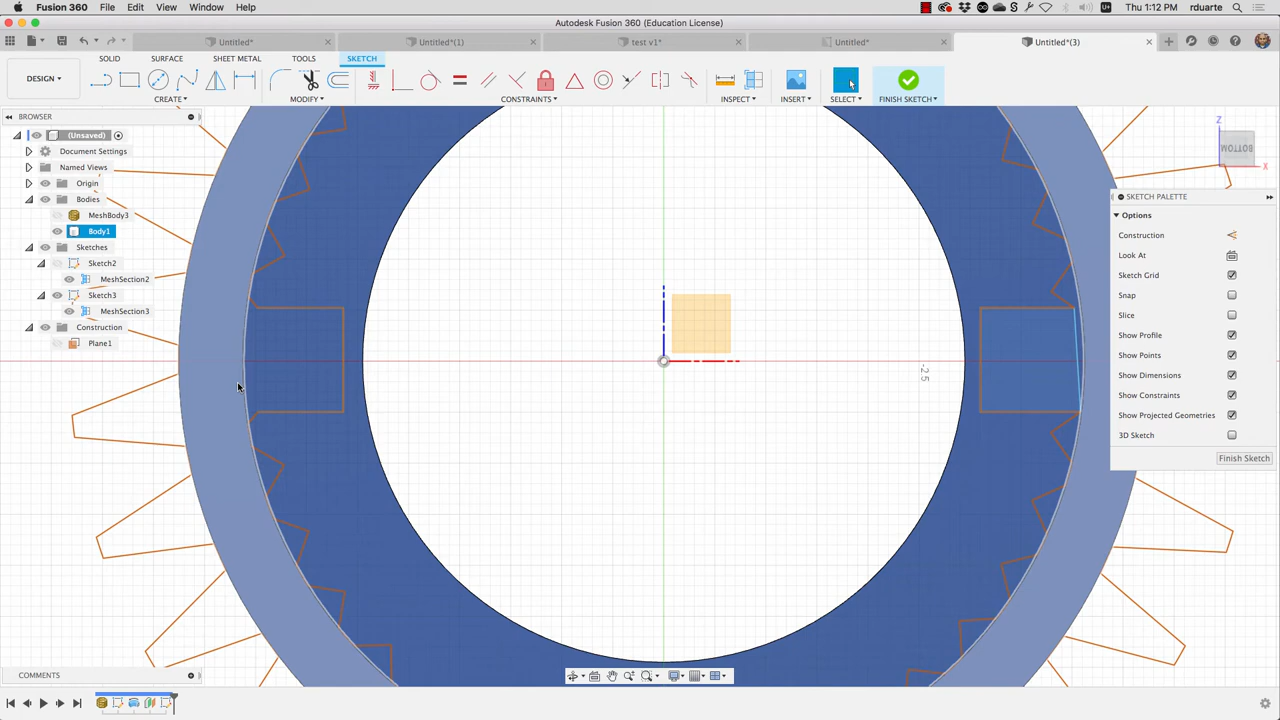 Fusion 360 File Edit View Window Help Thu 1:12 PM rduarte
Autodesk Fusion 360 (Education License)
Untitled* Untitled*(1) test v1* Untitled* Untitled*(3)
SOLID SURFACE SHEET METAL TOOLS SKETCH
DESIGN
CREATE MODIFY CONSTRAINTS INSPECT INSERT SELECT FINISH SKETCH
BROWSER
(Unsaved)
Document Settings
Named Views
Origin
Bodies
MeshBody3
Body1
Sketches
Sketch2
MeshSection2
Sketch3
MeshSection3
Construction
Plane1
Z
BOTTOM
X
-2.5
SKETCH PALETTE
Options
Construction
Look At
Sketch Grid
Snap
Slice
Show Profile
Show Points
Show Dimensions
Show Constraints
Show Projected Geometries
3D Sketch
Finish Sketch
COMMENTS